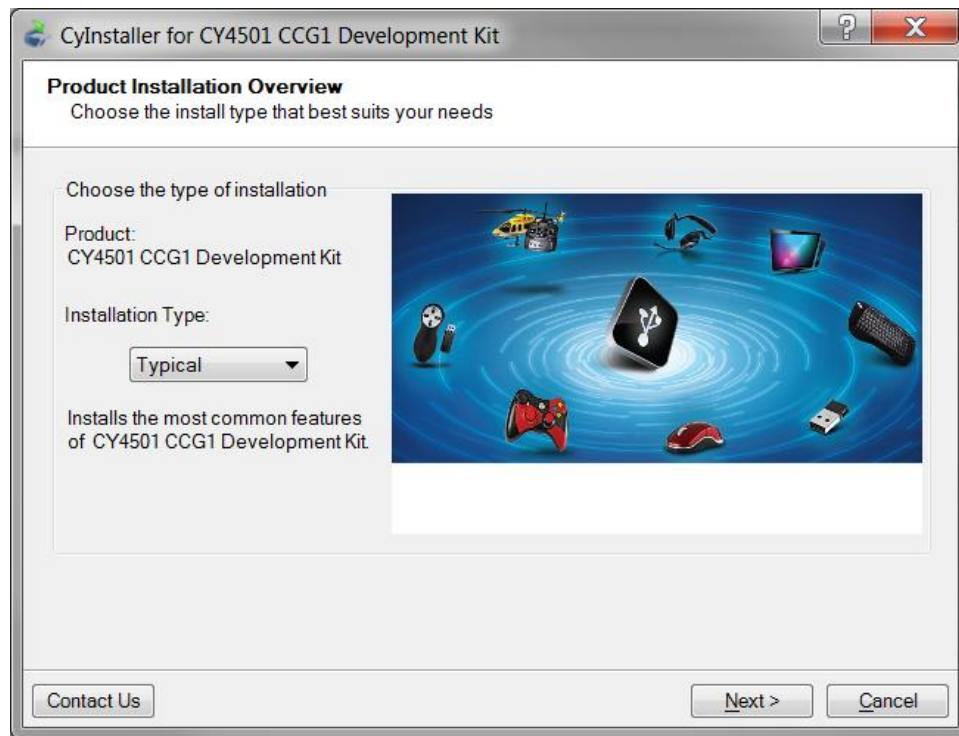 CyInstaller for CY4501 CCG1 Development Kit
Product Installation Overview
Choose the install type that best suits your needs
Choose the type of installation
Product:
CY4501 CCG1 Development Kit
Installation Type:
Typical
Installs the most common features
of CY4501 CCG1 Development Kit.
Contact Us
Next >
Cancel